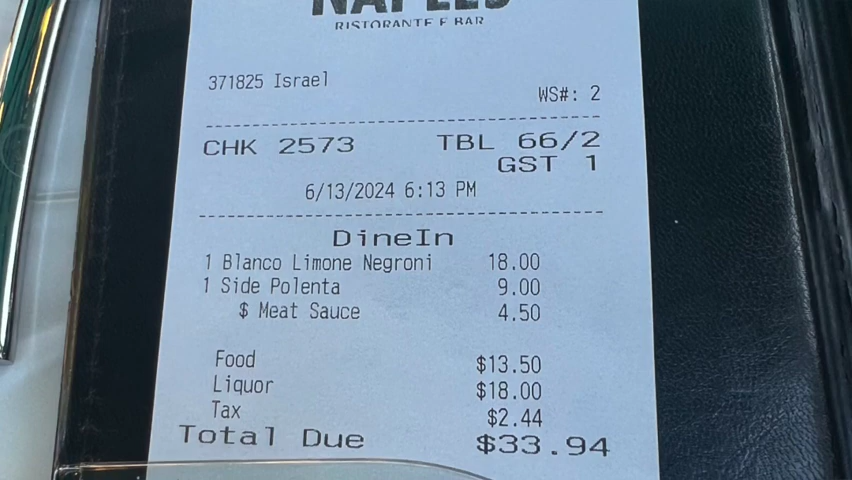 NAPLES
RISTORANTE E BAR
371825 Israel
WS#: 2
CHK 2573 TBL 66/2
GST 1
6/13/2024 6:13 PM
DineIn
1 Blanco Limone Negroni 18.00
1 Side Polenta 9.00
$ Meat Sauce 4.50
Food $13.50
Liquor $18.00
Tax $2.44
Total Due $33.94